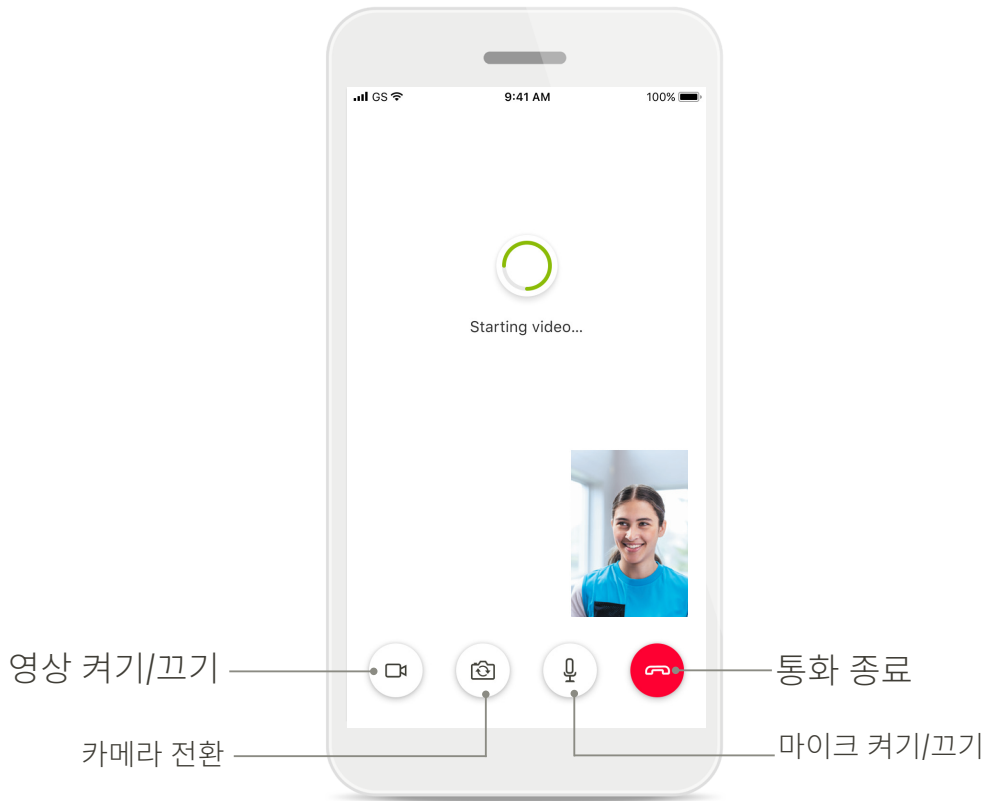 GS
9:41 AM
100%
Starting video...
영상 켜기/끄기
통화 종료
카메라 전환
마이크 켜기/끄기